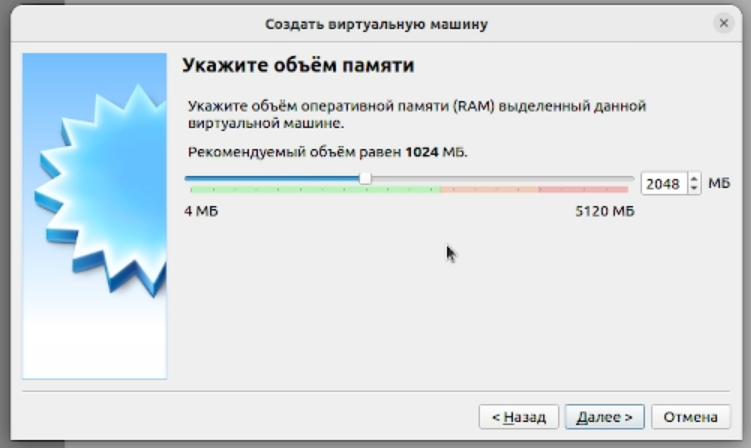 Создать виртуальную машину
Укажите объём памяти
Укажите объём оперативной памяти (RAM) выделенный данной
виртуальной машине.
Рекомендуемый объём равен 1024 МБ.
2048 МБ
4 МБ 5120 МБ
< Назад Далее > Отмена